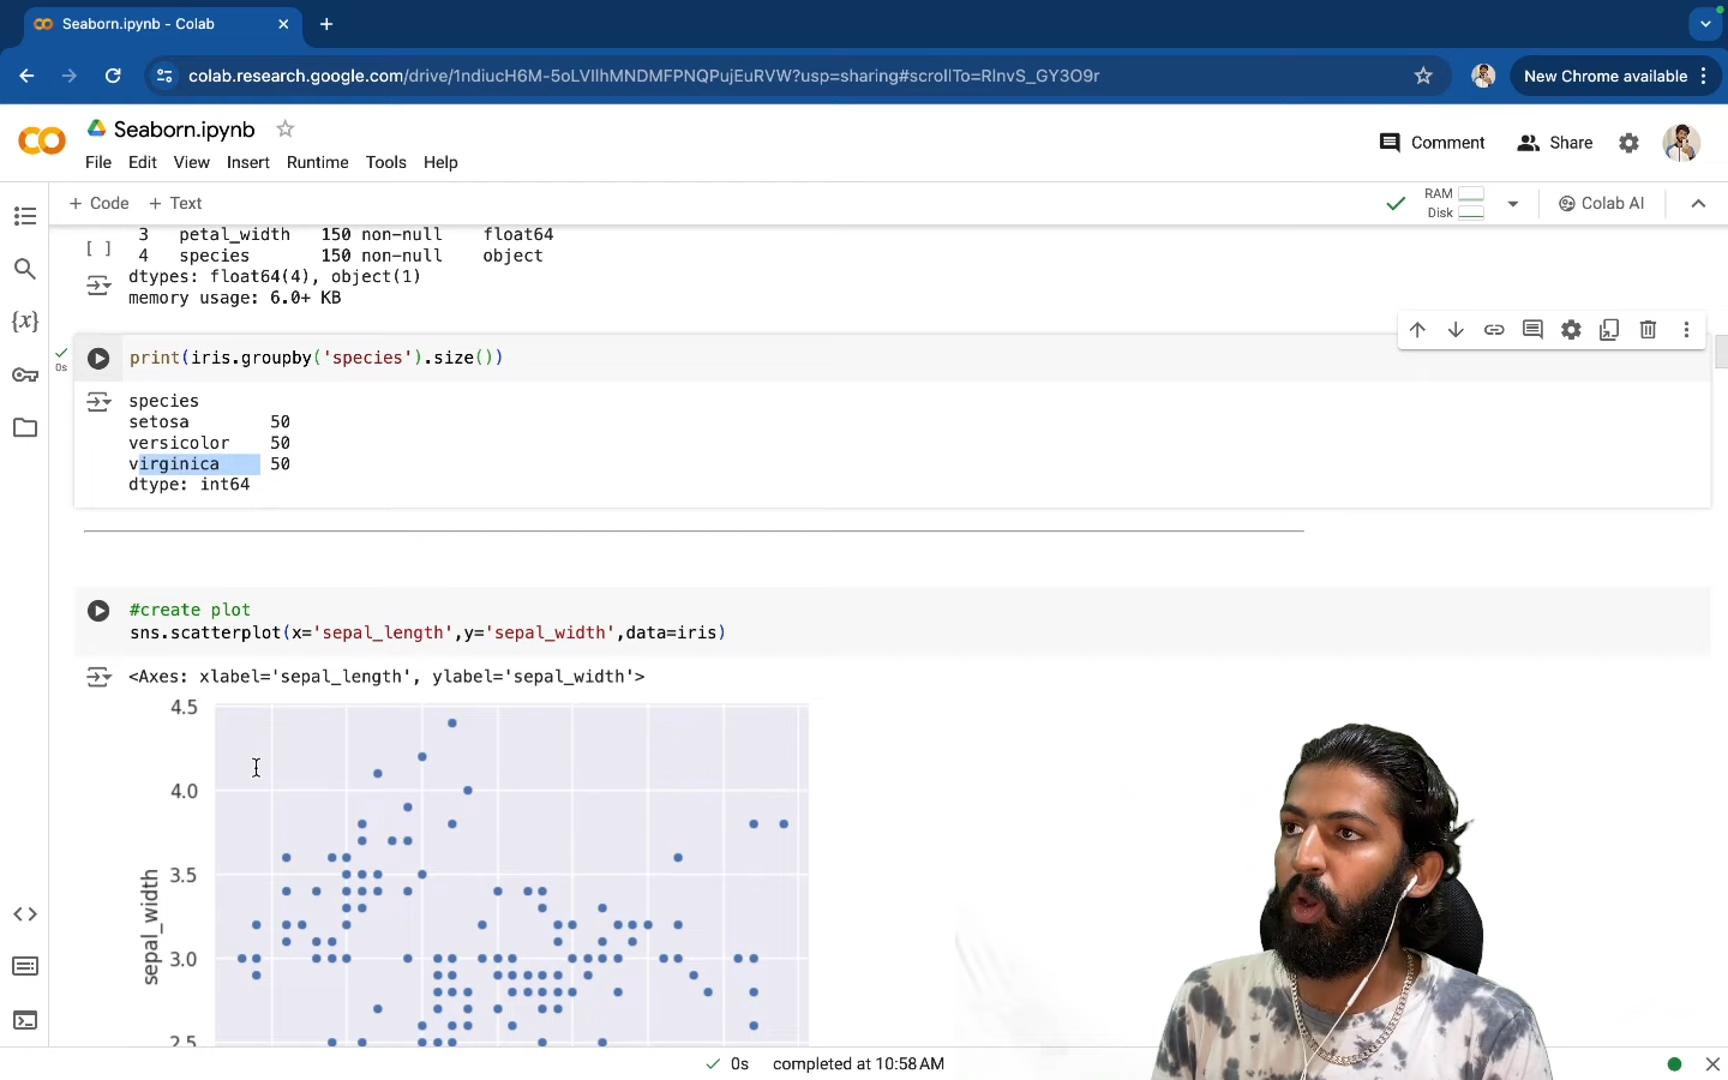 Seaborn.ipynb - Colab
colab.research.google.com/drive/1ndiucH6M-5oLVIlhMNDMFPNQPujEuRVW?usp=sharing#scrollTo=RlnvS_GY3O9r
New Chrome available
Seaborn.ipynb
File Edit View Insert Runtime Tools Help
Comment
Share
+ Code + Text
RAM
Disk
Colab AI
3 petal_width 150 non-null float64
[ ]
4 species 150 non-null object
dtypes: float64(4), object(1)
memory usage: 6.0+ KB
print(iris.groupby('species').size())
0s
species
setosa 50
versicolor 50
virginica 50
dtype: int64
#create plot
sns.scatterplot(x='sepal_length',y='sepal_width',data=iris)
<Axes: xlabel='sepal_length', ylabel='sepal_width'>
4.5
4.0
3.5
3.0
2.5
sepal_width
0s completed at 10:58 AM